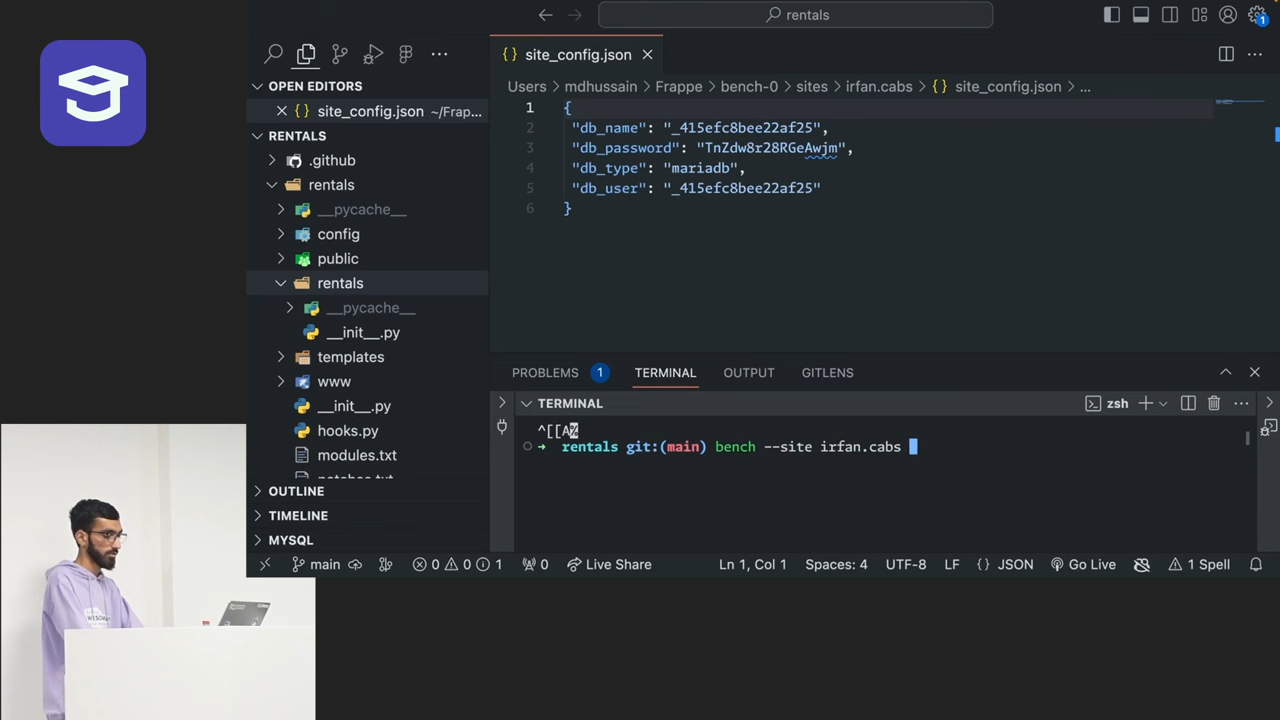 rentals
1
site_config.json
OPEN EDITORS
site_config.json ~/Frap...
RENTALS
.github
rentals
__pycache__
config
public
rentals
__pycache__
__init__.py
templates
www
__init__.py
hooks.py
modules.txt
OUTLINE
TIMELINE
MYSQL
Users > mdhussain > Frappe > bench-0 > sites > irfan.cabs > {} site_config.json > ...
1 {
2 "db_name": "_415efc8bee22af25",
3 "db_password": "TnZdw8r28RGeAwjm",
4 "db_type": "mariadb",
5 "db_user": "_415efc8bee22af25"
6 }
PROBLEMS 1 TERMINAL OUTPUT GITLENS
TERMINAL zsh
^[[A%
→ rentals git:(main) bench --site irfan.cabs
main 0 0 1 0 Live Share Ln 1, Col 1 Spaces: 4 UTF-8 LF {} JSON Go Live 1 Spell